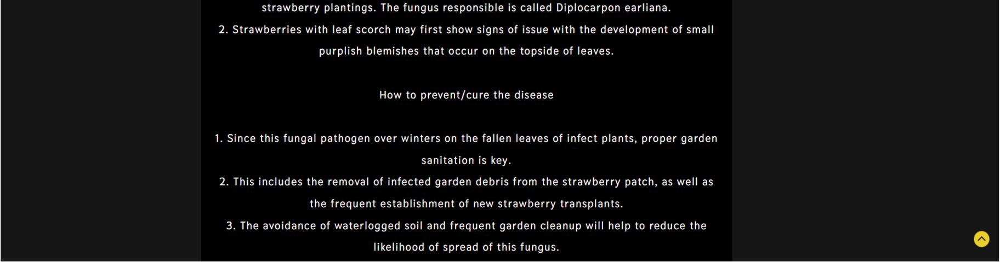 strawberry plantings. The fungus responsible is called Diplocarpon earliana.
2. Strawberries with leaf scorch may first show signs of issue with the development of small
purplish blemishes that occur on the topside of leaves.
How to prevent/cure the disease
1. Since this fungal pathogen over winters on the fallen leaves of infect plants, proper garden
sanitation is key.
2. This includes the removal of infected garden debris from the strawberry patch, as well as
the frequent establishment of new strawberry transplants.
3. The avoidance of waterlogged soil and frequent garden cleanup will help to reduce the
likelihood of spread of this fungus.